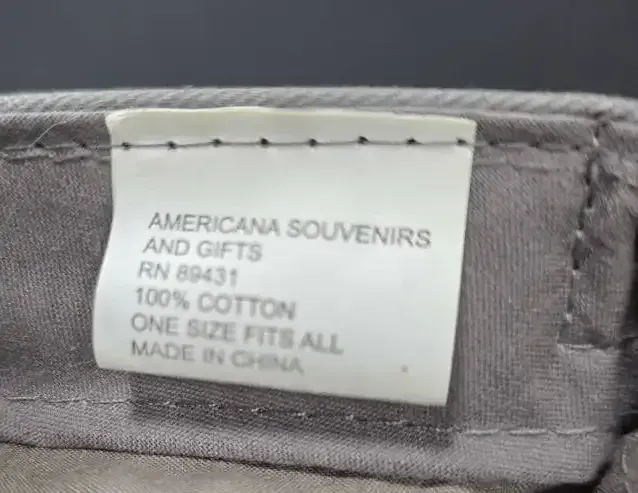 AMERICANA SOUVENIRS
AND GIFTS
RN 89431
100% COTTON
ONE SIZE FITS ALL
MADE IN CHINA